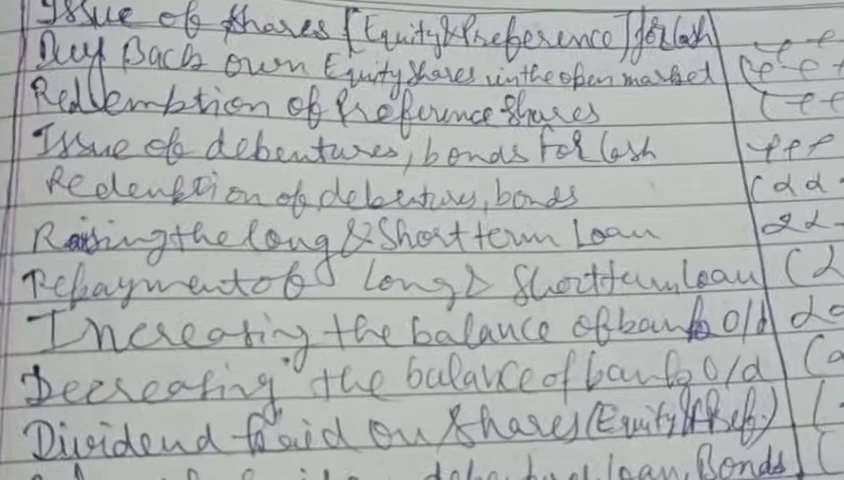 Issue of shares [Equity & Preference] for Cash
Buy Back own Equity shares in the open market
Redembtion of Preference Shares
Issue of debentures, bonds For Cash
Redemption of debentures, bonds
Raising the long & Short term Loan
Repayment of Long & Short term loan
Increasing the balance of bank O/d
Decreasing the balance of bank O/d
Dividend Paid on Shares (Equity & Pref.)
loan, Bonds